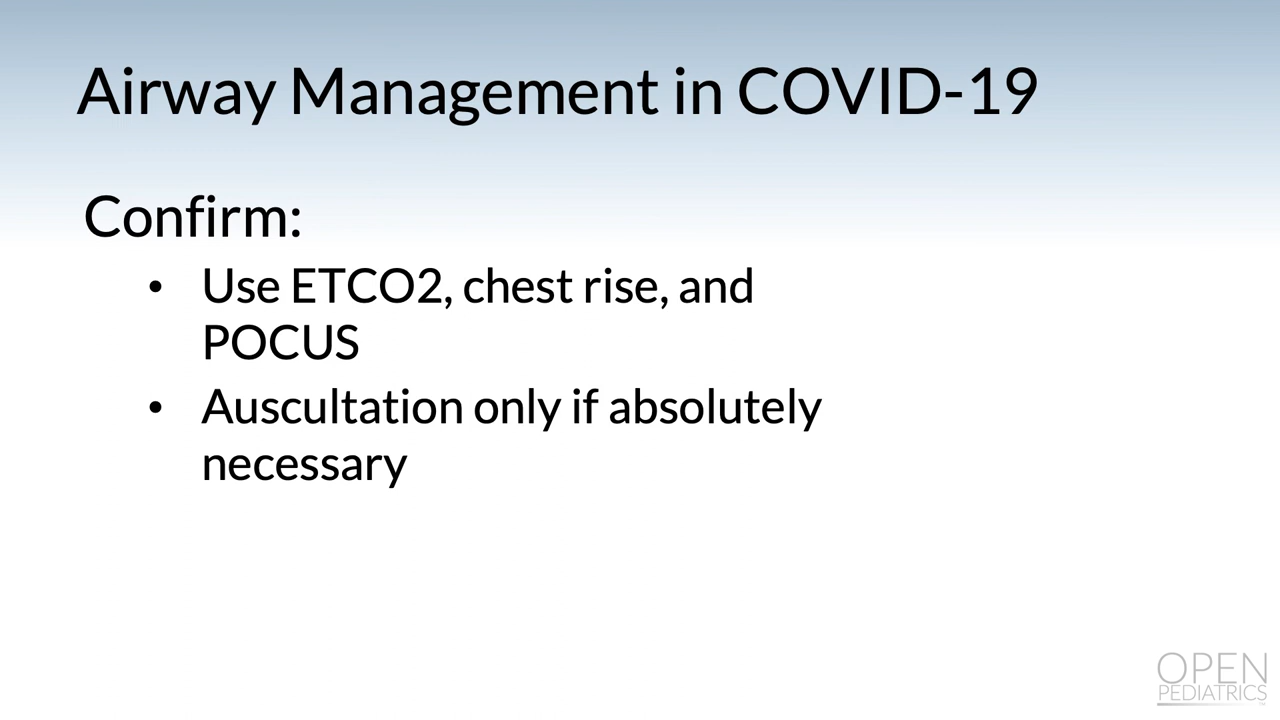 Airway Management in COVID-19
Confirm:
• Use ETCO2, chest rise, and
POCUS
• Auscultation only if absolutely
necessary
OPEN
PEDIATRICS